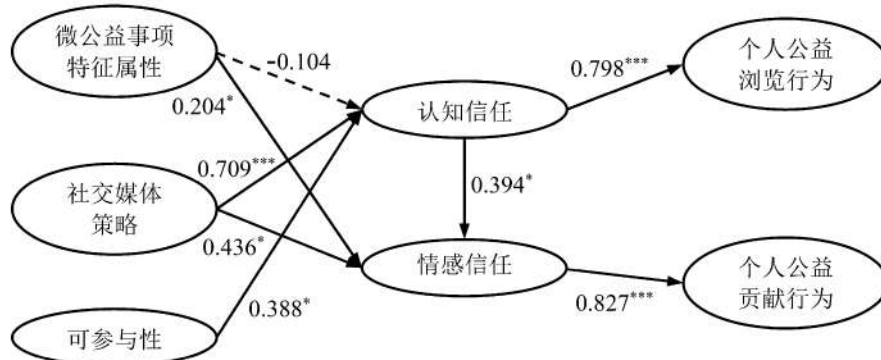 微公益事项
特征属性
-0.104
0.204*
认知信任
0.798***
个人公益
浏览行为
社交媒体
策略
0.709***
0.436*
0.394*
情感信任
0.827***
个人公益
贡献行为
0.388*
可参与性